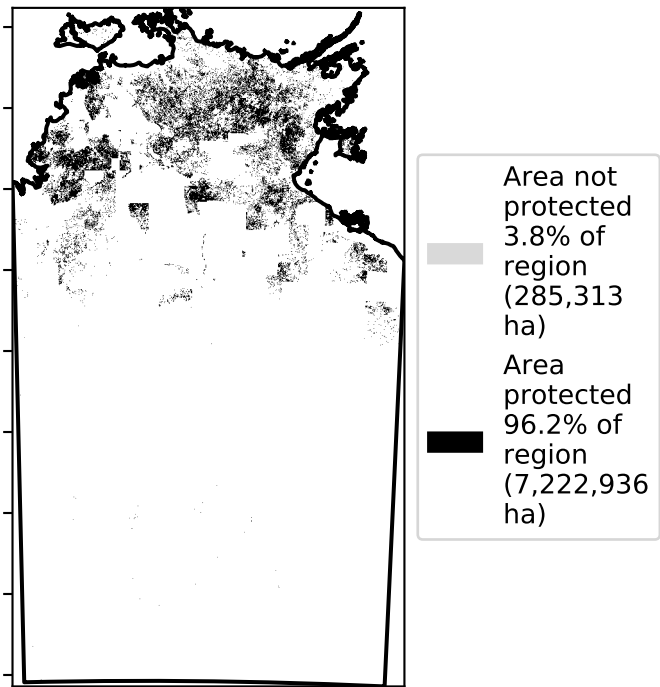 Area not
protected
3.8% of
region
(285,313
ha)
Area
protected
96.2% of
region
(7,222,936
ha)